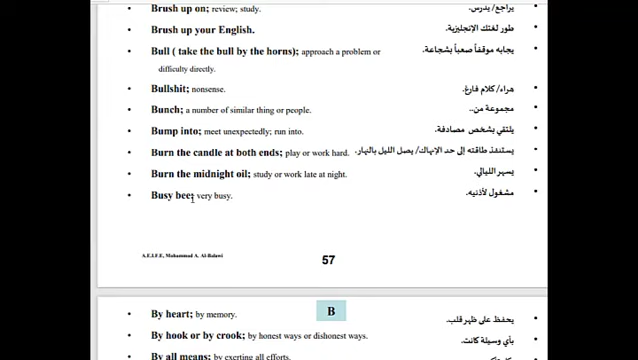 Brush up on; review; study. يراجع/ يدرس.
Brush up your English. طور لغتك الإنجليزية.
Bull ( take the bull by the horns); approach a problem or يجابه موقفاً صعباً بشجاعة.
difficulty directly.
Bullshit; nonsense. هراء/ كلام فارغ.
Bunch; a number of similar thing or people. مجموعة من..
Bump into; meet unexpectedly; run into. يلتقي بشخص مصادفة.
Burn the candle at both ends; play or work hard. يستنفذ طاقته إلى حد الإنهاك/ يصل الليل بالنهار.
Burn the midnight oil; study or work late at night. يسهر الليالي.
Busy bee; very busy. مشغول لأذنيه.
A.E.I.F.E, Mohammad A. Al-Balawi
57
B
By heart; by memory. يحفظ على ظهر قلب.
By hook or by crook; by honest ways or dishonest ways. بأي وسيلة كانت.
By all means; by exerting all efforts.